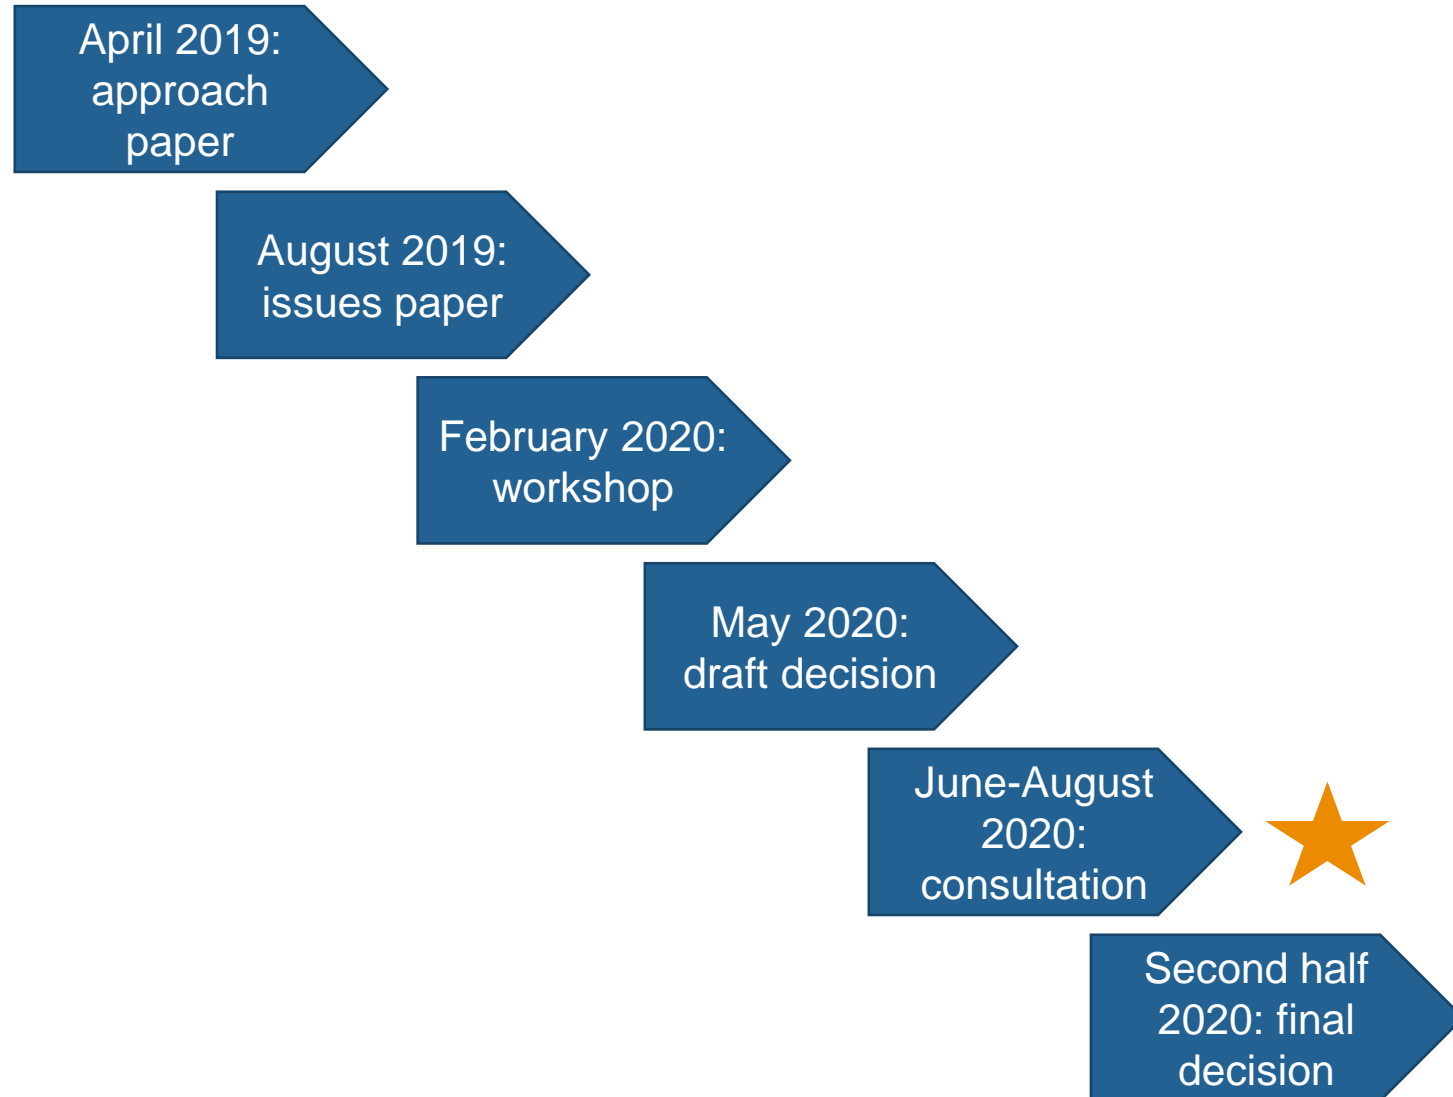 April 2019:
approach
paper
August 2019:
issues paper
February 2020:
workshop
May 2020:
draft decision
June-August
2020:
consultation
Second half
2020: final
decision